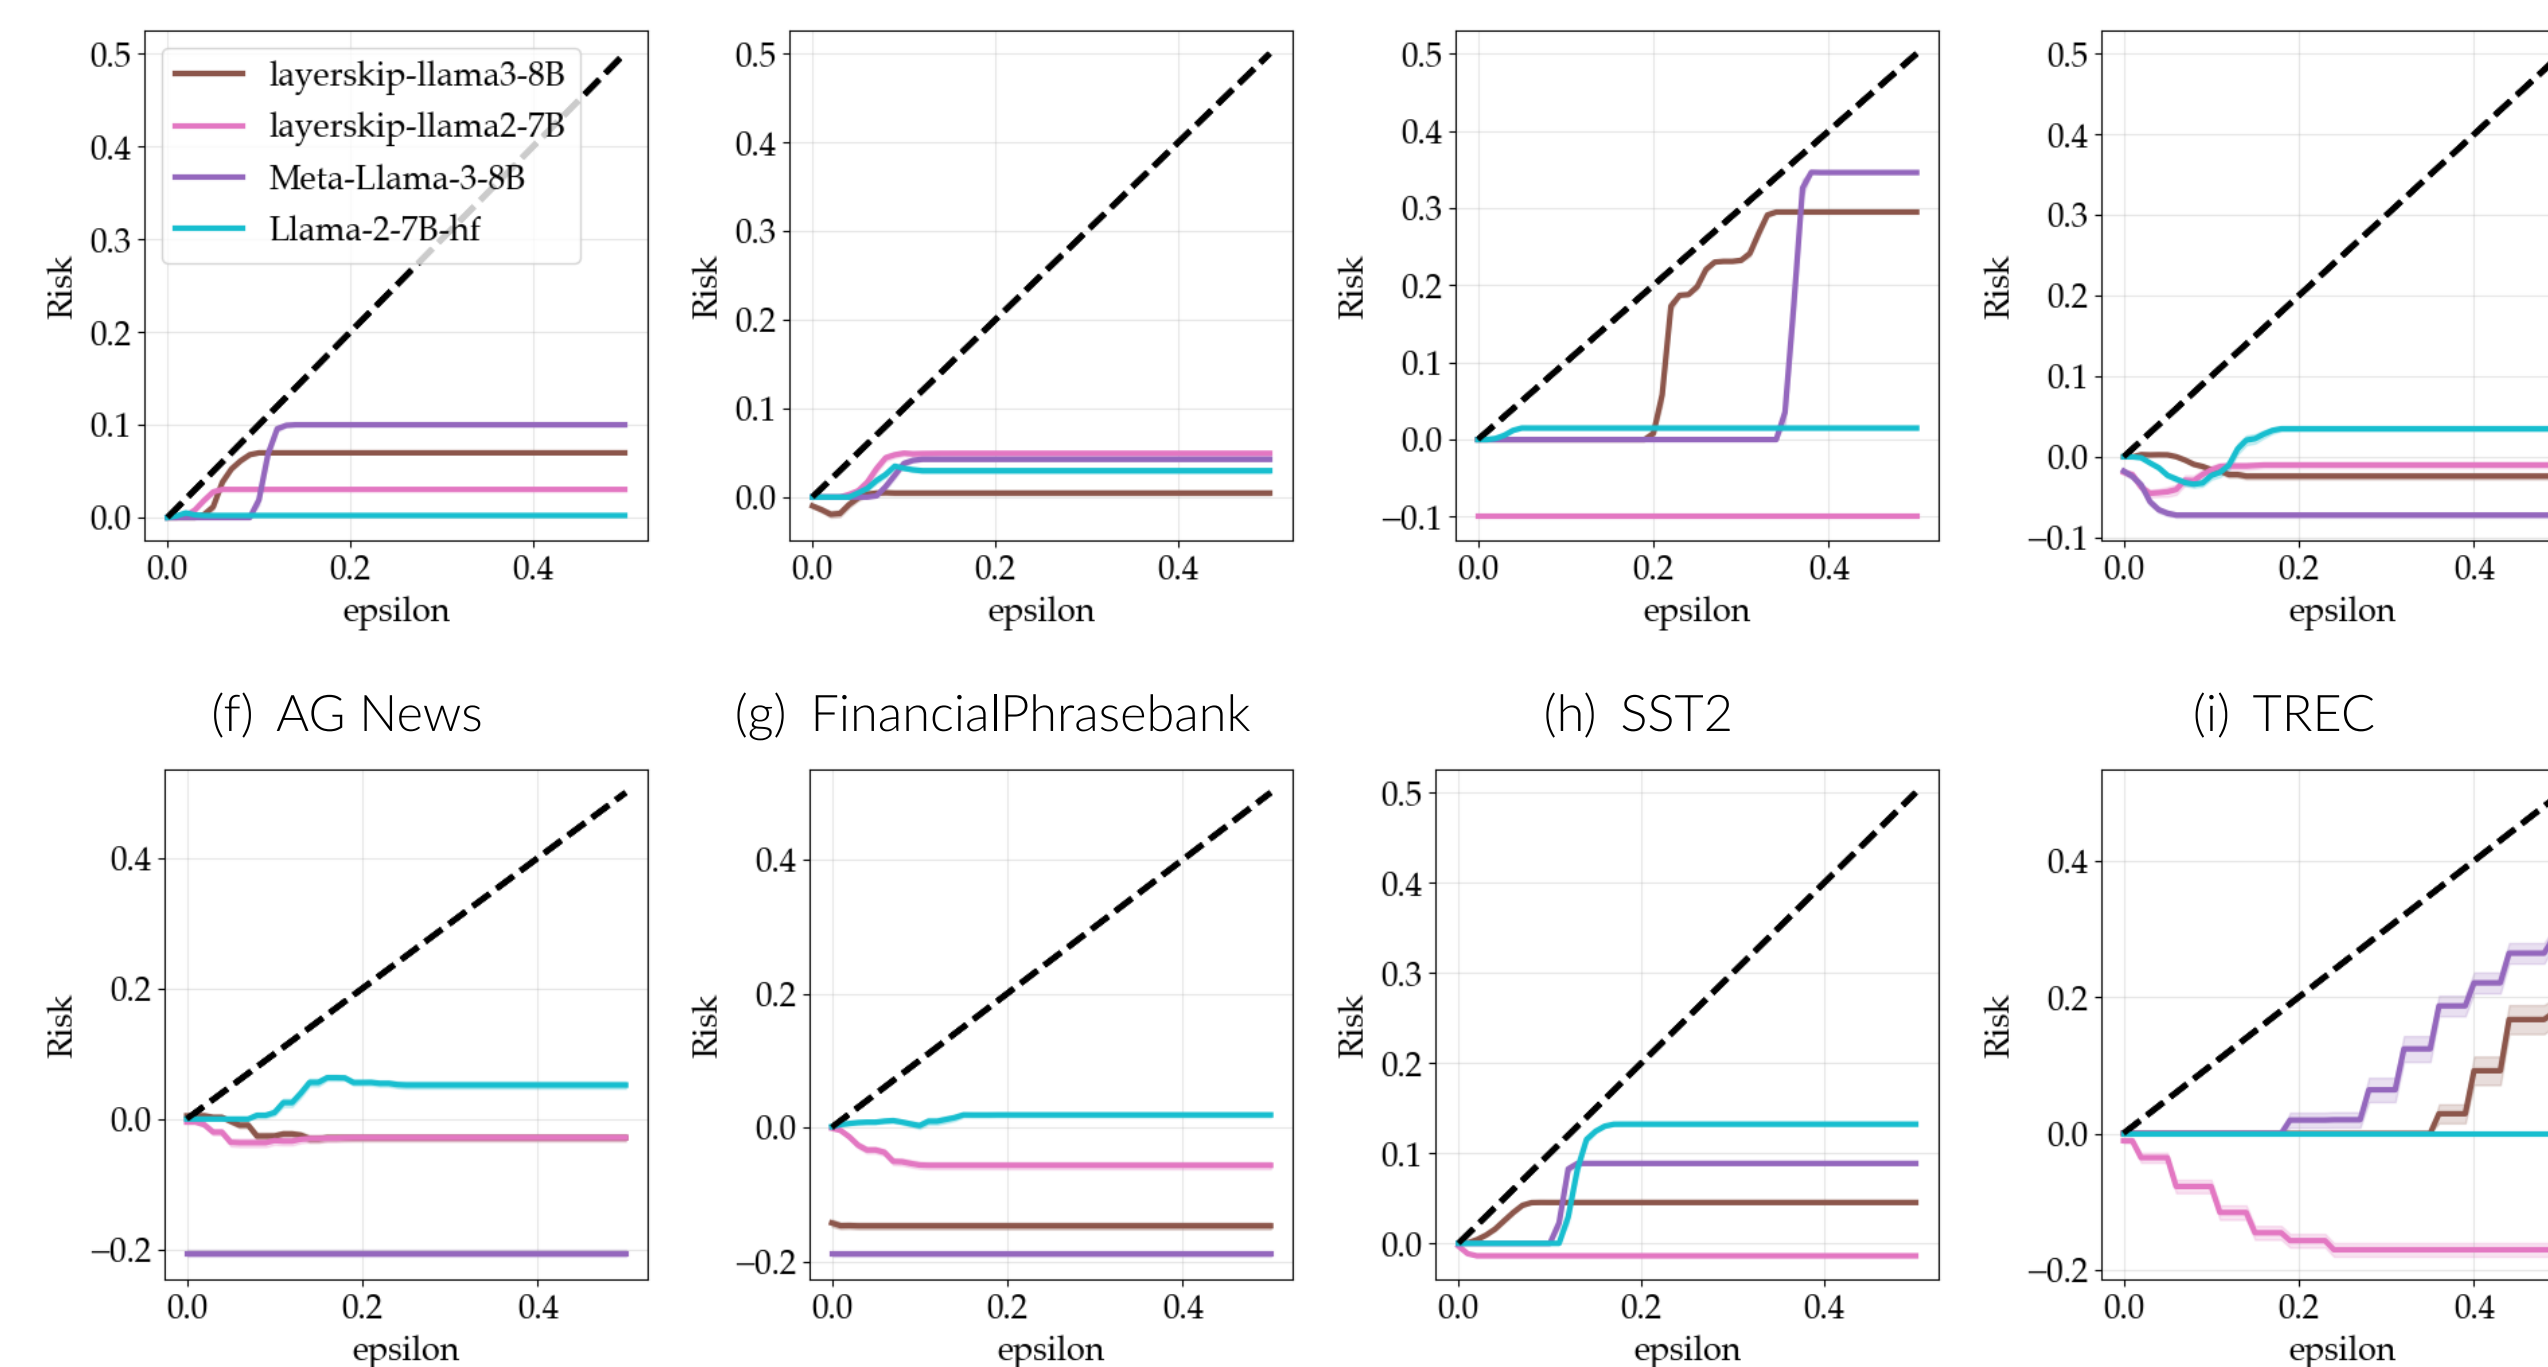 0.5 0.4 0.3 0.2 0.1 0.0
Risk
layerskip-llama3-8B
layerskip-llama2-7B
Meta-Llama-3-8B
Llama-2-7B-hf
0.0 0.2 0.4
epsilon
0.5 0.4 0.3 0.2 0.1 0.0
Risk
0.0 0.2 0.4
epsilon
0.5 0.4 0.3 0.2 0.1 0.0 −0.1
Risk
0.0 0.2 0.4
epsilon
0.5 0.4 0.3 0.2 0.1 0.0 −0.1
Risk
0.0 0.2 0.4
epsilon
(f) AG News
(g) FinancialPhrasebank
(h) SST2
(i) TREC
0.4 0.2 0.0 −0.2
Risk
0.0 0.2 0.4
epsilon
0.4 0.2 0.0 −0.2
Risk
0.0 0.2 0.4
epsilon
0.5 0.4 0.3 0.2 0.1 0.0
Risk
0.0 0.2 0.4
epsilon
0.4 0.2 0.0 −0.2
Risk
0.0 0.2 0.4
epsilon